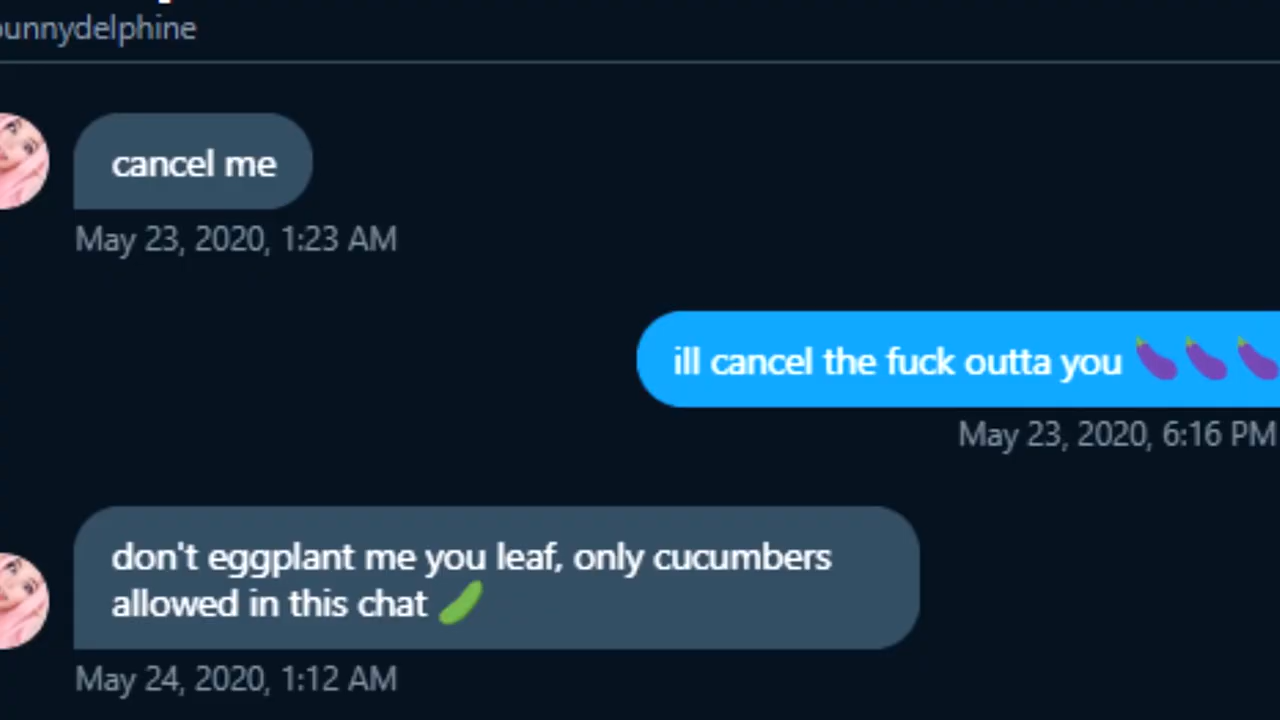 unnydelphine
cancel me
May 23, 2020, 1:23 AM
ill cancel the fuck outta you 🍆🍆🍆
May 23, 2020, 6:16 PM
don't eggplant me you leaf, only cucumbers
allowed in this chat 🥒
May 24, 2020, 1:12 AM